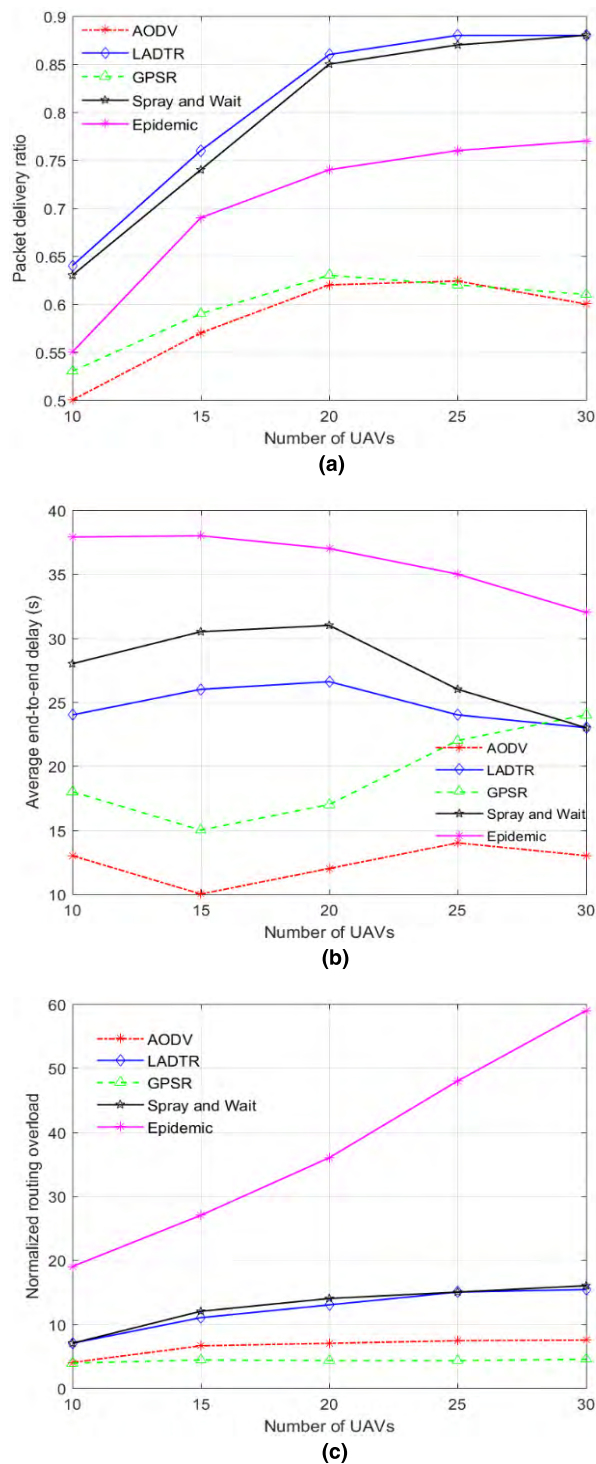 0.9
0.85
0.8
0.75
0.7
0.65
0.6
0.55
0.5
Packet delivery ratio
AODV
LADTR
GPSR
Spray and Wait
Epidemic
10 15 20 25 30
Number of UAVs
(a)
40
35
30
25
20
15
10
Average end-to-end delay (s)
AODV
LADTR
GPSR
Spray and Wait
Epidemic
10 15 20 25 30
Number of UAVs
(b)
60
50
40
30
20
10
0
Normalized routing overload
AODV
LADTR
GPSR
Spray and Wait
Epidemic
10 15 20 25 30
Number of UAVs
(c)